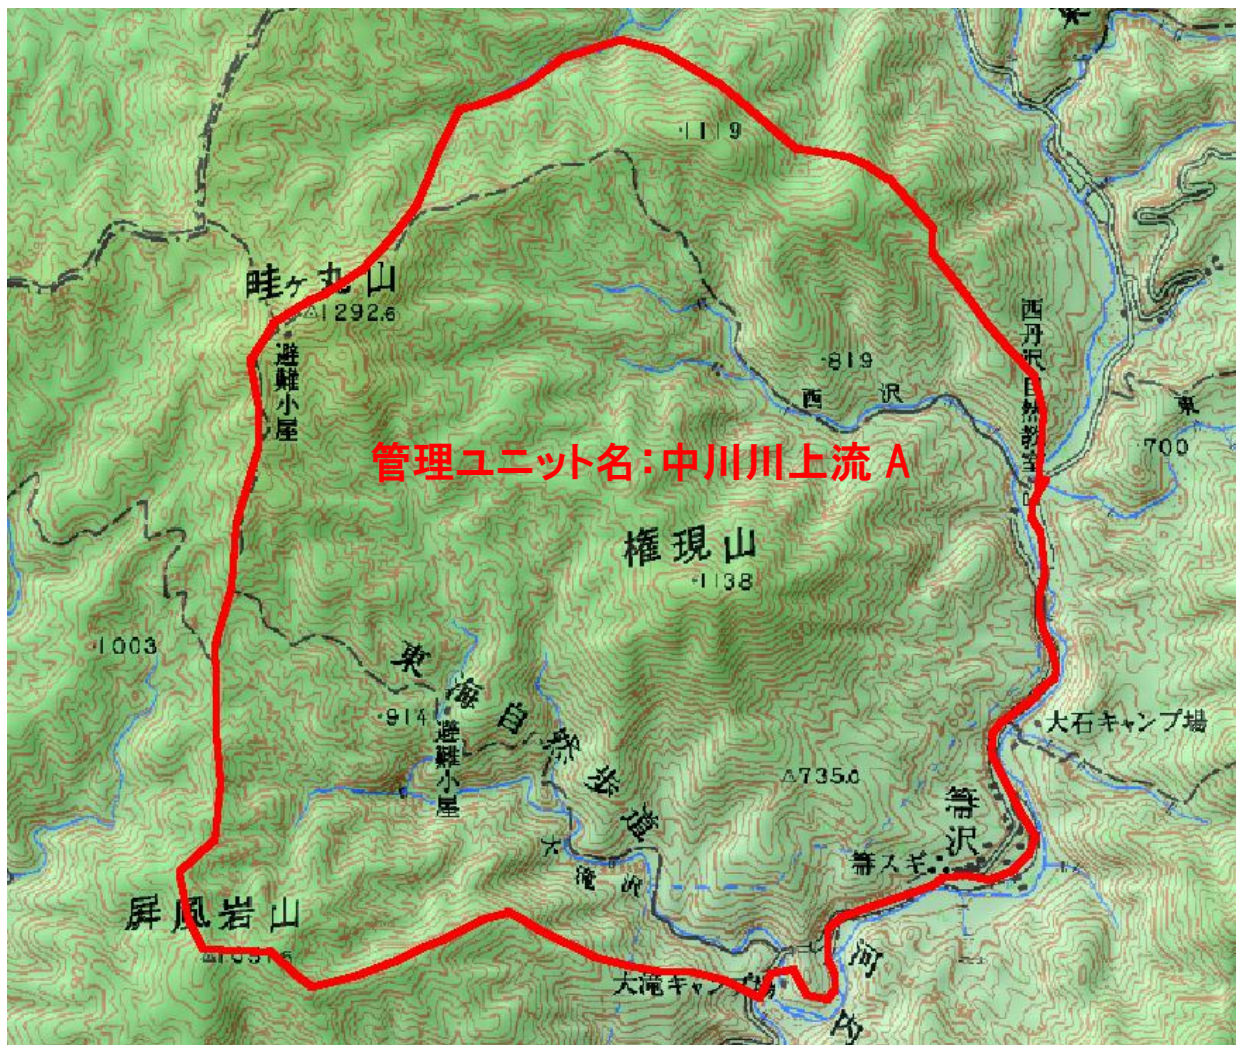 ・1119
畦ヶ丸山
△1292.6
避難小屋
西丹沢自然教室
・819
西沢
東
・700
管理ユニット名:中川川上流 A
権現山
・1138
・1003
東海自然歩道
・914
避難小屋
大石キャンプ場
△735.0
箒沢
箒スギ
大滝沢
屏風岩山
大滝キャンプ場
河内